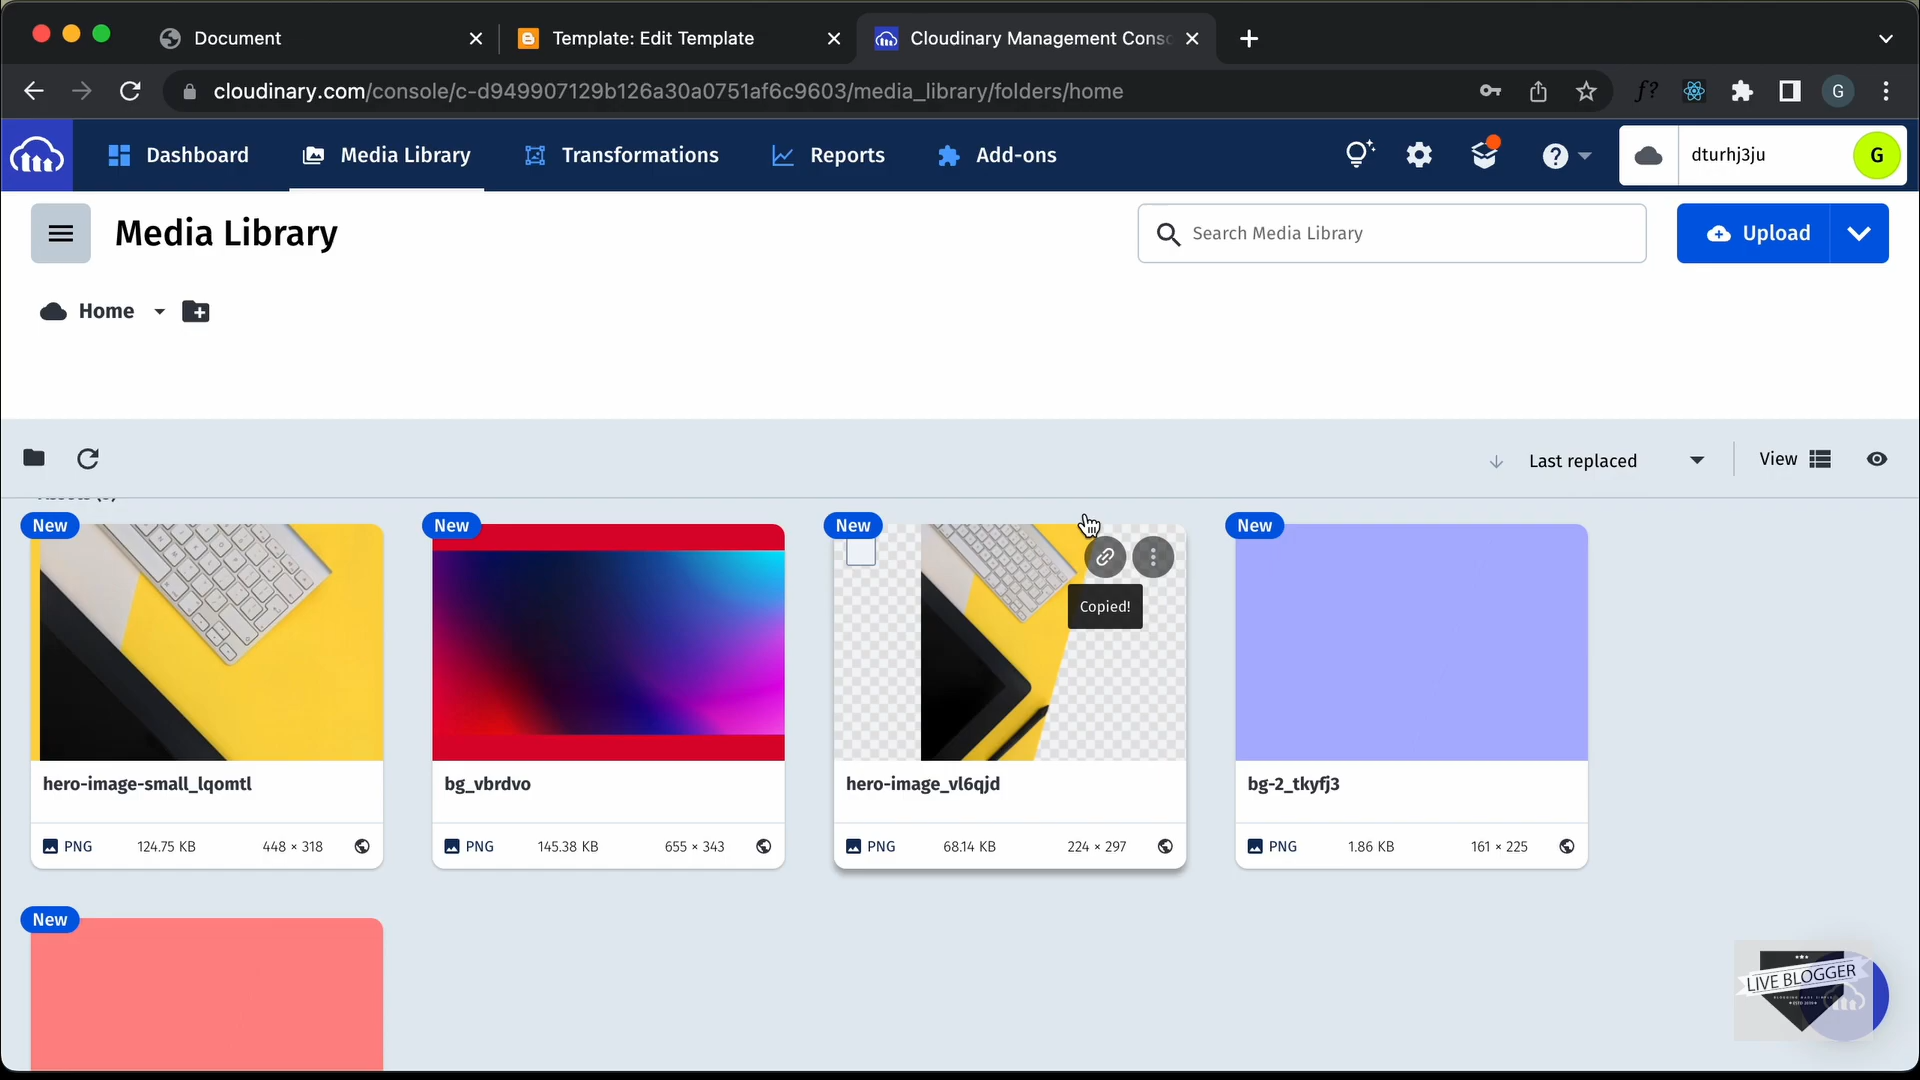 Document
Template: Edit Template
Cloudinary Management Conso
cloudinary.com/console/c-d949907129b126a30a0751af6c9603/media_library/folders/home
f?
G
Dashboard
Media Library
Transformations
Reports
Add-ons
dturhj3ju
G
Media Library
Search Media Library
Upload
Home
Last replaced
View
New
New
New
New
Copied!
hero-image-small_lqomtl
bg_vbrdvo
hero-image_vl6qjd
bg-2_tkyfj3
PNG 124.75 KB 448 × 318
PNG 145.38 KB 655 × 343
PNG 68.14 KB 224 × 297
PNG 1.86 KB 161 × 225
New
LIVE BLOGGER